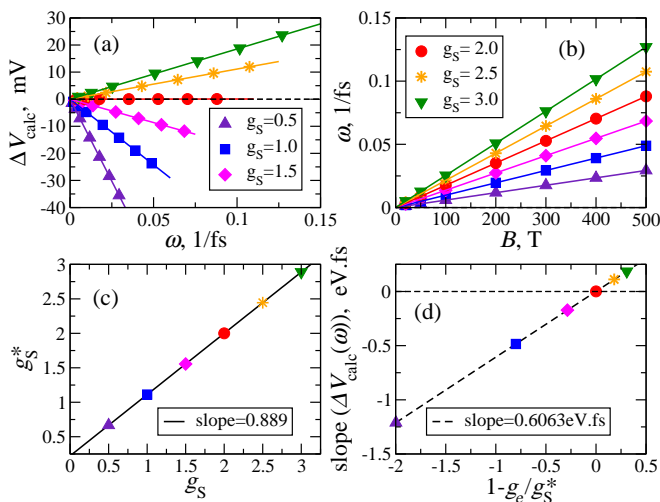 (a)
ΔV_calc, mV
30
20
10
0
-10
-20
-30
-40
g_S=0.5
g_S=1.0
g_S=1.5
0 0.05 0.1 0.15
ω, 1/fs
(b)
ω, 1/fs
0.15
0.1
0.05
0
g_S= 2.0
g_S= 2.5
g_S= 3.0
0 100 200 300 400 500
B, T
(c)
g_S^*
3
2.5
2
1.5
1
0.5
slope=0.889
0 0.5 1 1.5 2 2.5 3
g_S
(d)
slope (ΔV_calc(ω)), eV.fs
0
-0.5
-1
-1.5
slope=0.6063eV.fs
-2 -1.5 -1 -0.5 0 0.5
1-g_e/g_S^*